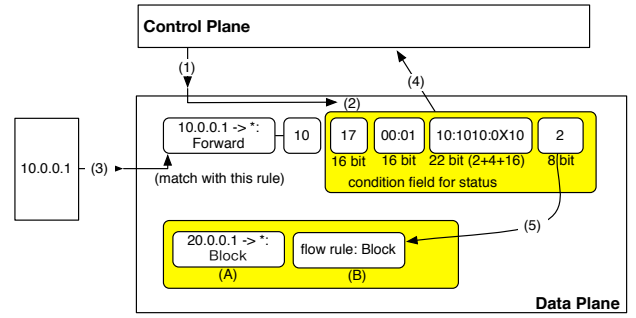 Control Plane
(1)
(4)
(2)
10.0.0.1 -> *:
Forward
10
17
00:01
10:1010:0X10
2
16 bit
16 bit
22 bit (2+4+16)
8 bit
10.0.0.1
(3)
(match with this rule)
condition field for status
(5)
20.0.0.1 -> *:
Block
flow rule: Block
(A)
(B)
Data Plane